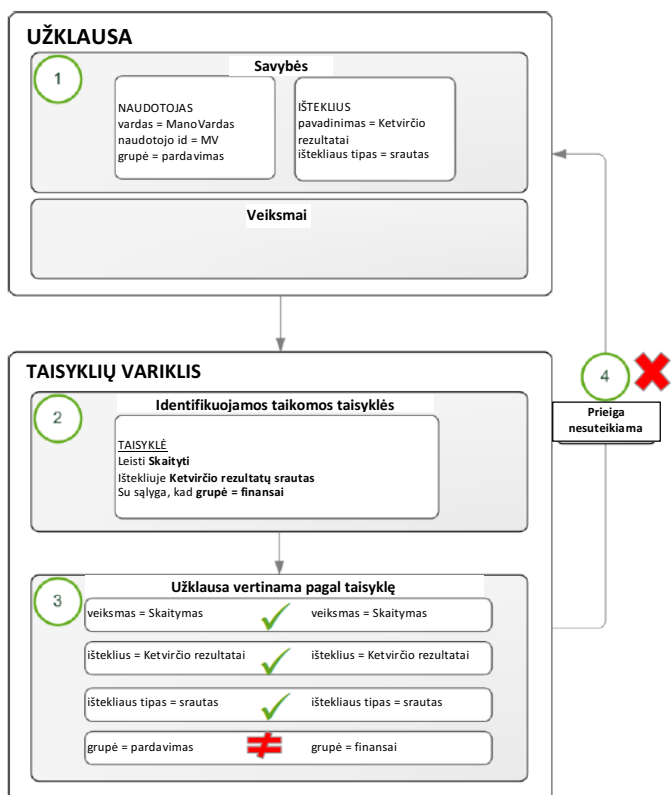 UŽKLAUSA
1
Savybės
NAUDOTOJAS
vardas = ManoVardas
naudotojo id = MV
grupė = pardavimas
IŠTEKLIUS
pavadinimas = Ketvirčio
rezultatai
ištekliaus tipas = srautas
Veiksmai
TAISYKLIŲ VARIKLIS
2
Identifikuojamos taikomos taisyklės
TAISYKLĖ
Leisti Skaityti
Ištekliuje Ketvirčio rezultatų srautas
Su sąlyga, kad grupė = finansai
3
Užklausa vertinama pagal taisyklę
veiksmas = Skaitymas veiksmas = Skaitymas
išteklius = Ketvirčio rezultatai išteklius = Ketvirčio rezultatai
ištekliaus tipas = srautas ištekliaus tipas = srautas
grupė = pardavimas grupė = finansai
4
Prieiga
nesuteikiama